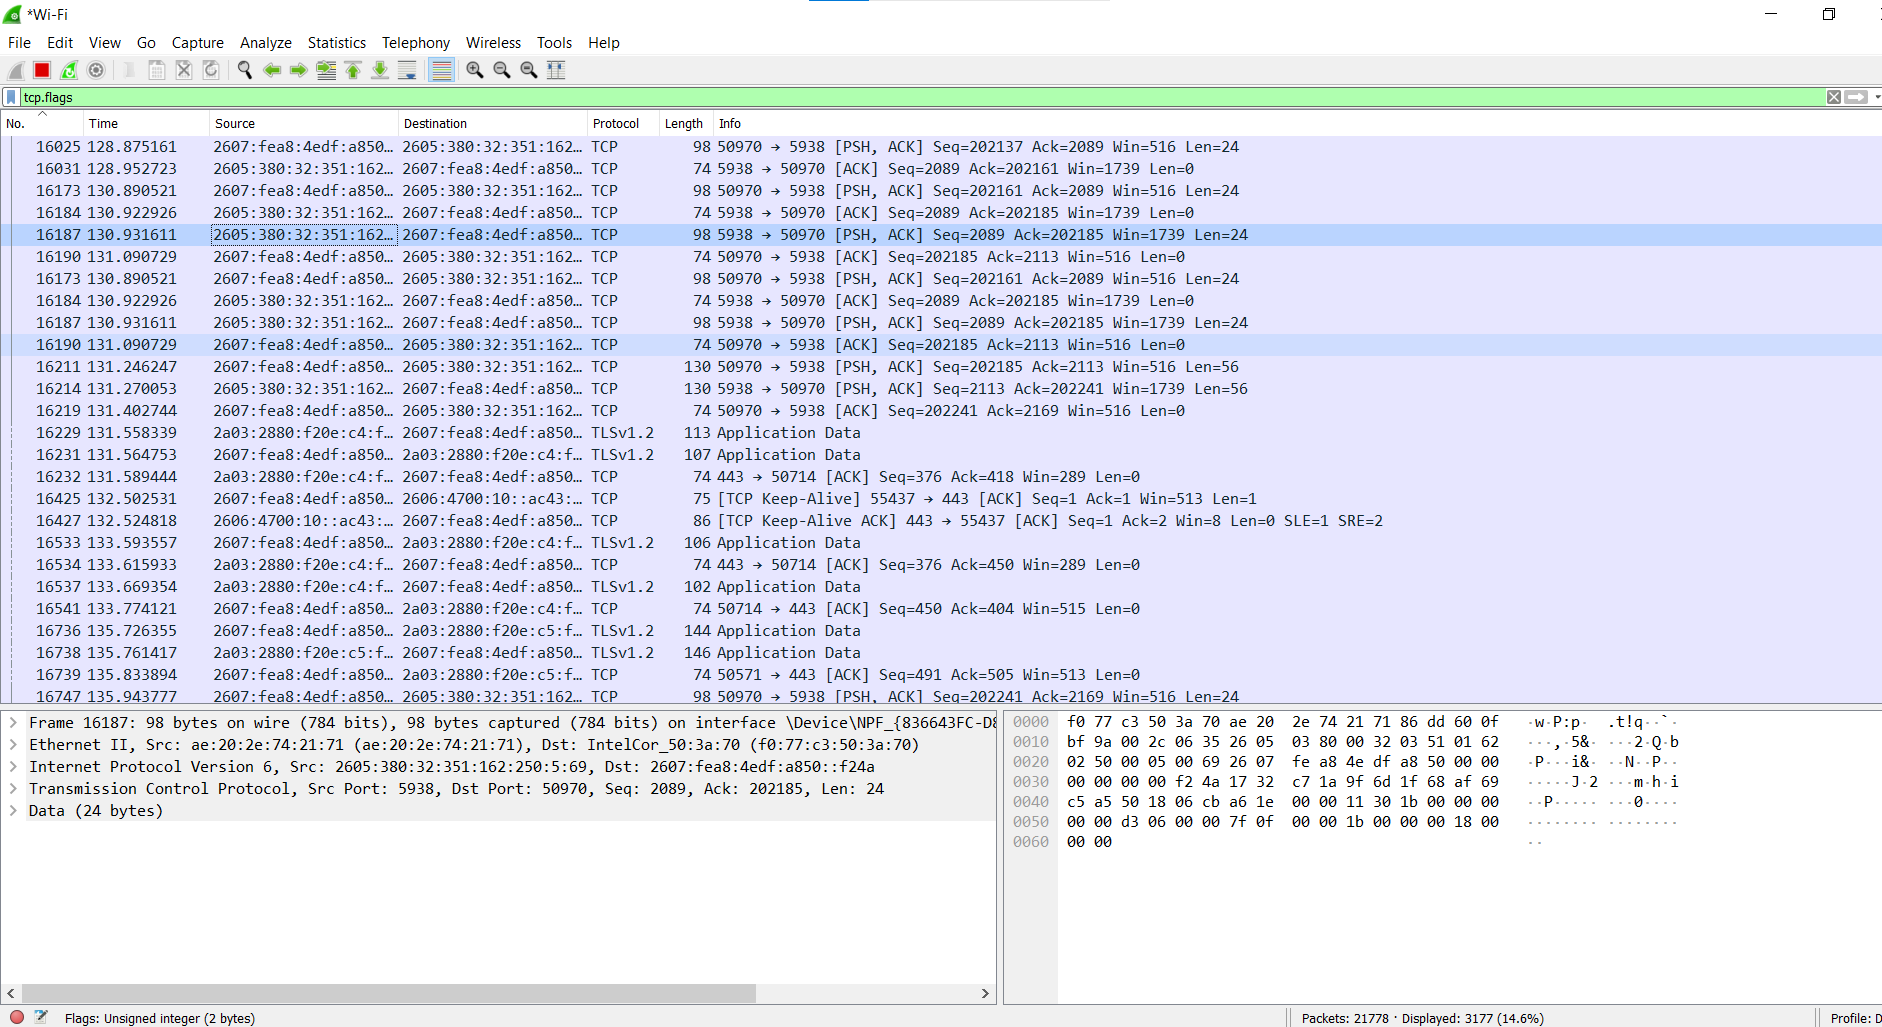 *Wi-Fi
File Edit View Go Capture Analyze Statistics Telephony Wireless Tools Help
tcp.flags
No. Time Source Destination Protocol Length Info
16025 128.875161 2607:fea8:4edf:a850… 2605:380:32:351:162… TCP 98 50970 → 5938 [PSH, ACK] Seq=202137 Ack=2089 Win=516 Len=24
16031 128.952723 2605:380:32:351:162… 2607:fea8:4edf:a850… TCP 74 5938 → 50970 [ACK] Seq=2089 Ack=202161 Win=1739 Len=0
16173 130.890521 2607:fea8:4edf:a850… 2605:380:32:351:162… TCP 98 50970 → 5938 [PSH, ACK] Seq=202161 Ack=2089 Win=516 Len=24
16184 130.922926 2605:380:32:351:162… 2607:fea8:4edf:a850… TCP 74 5938 → 50970 [ACK] Seq=2089 Ack=202185 Win=1739 Len=0
16187 130.931611 2605:380:32:351:162… 2607:fea8:4edf:a850… TCP 98 5938 → 50970 [PSH, ACK] Seq=2089 Ack=202185 Win=1739 Len=24
16190 131.090729 2607:fea8:4edf:a850… 2605:380:32:351:162… TCP 74 50970 → 5938 [ACK] Seq=202185 Ack=2113 Win=516 Len=0
16173 130.890521 2607:fea8:4edf:a850… 2605:380:32:351:162… TCP 98 50970 → 5938 [PSH, ACK] Seq=202161 Ack=2089 Win=516 Len=24
16184 130.922926 2605:380:32:351:162… 2607:fea8:4edf:a850… TCP 74 5938 → 50970 [ACK] Seq=2089 Ack=202185 Win=1739 Len=0
16187 130.931611 2605:380:32:351:162… 2607:fea8:4edf:a850… TCP 98 5938 → 50970 [PSH, ACK] Seq=2089 Ack=202185 Win=1739 Len=24
16190 131.090729 2607:fea8:4edf:a850… 2605:380:32:351:162… TCP 74 50970 → 5938 [ACK] Seq=202185 Ack=2113 Win=516 Len=0
16211 131.246247 2607:fea8:4edf:a850… 2605:380:32:351:162… TCP 130 50970 → 5938 [PSH, ACK] Seq=202185 Ack=2113 Win=516 Len=56
16214 131.270053 2605:380:32:351:162… 2607:fea8:4edf:a850… TCP 130 5938 → 50970 [PSH, ACK] Seq=2113 Ack=202241 Win=1739 Len=56
16219 131.402744 2607:fea8:4edf:a850… 2605:380:32:351:162… TCP 74 50970 → 5938 [ACK] Seq=202241 Ack=2169 Win=516 Len=0
16229 131.558339 2a03:2880:f20e:c4:f… 2607:fea8:4edf:a850… TLSv1.2 113 Application Data
16231 131.564753 2607:fea8:4edf:a850… 2a03:2880:f20e:c4:f… TLSv1.2 107 Application Data
16232 131.589444 2a03:2880:f20e:c4:f… 2607:fea8:4edf:a850… TCP 74 443 → 50714 [ACK] Seq=376 Ack=418 Win=289 Len=0
16425 132.502531 2607:fea8:4edf:a850… 2606:4700:10::ac43:… TCP 75 [TCP Keep-Alive] 55437 → 443 [ACK] Seq=1 Ack=1 Win=513 Len=1
16427 132.524818 2606:4700:10::ac43:… 2607:fea8:4edf:a850… TCP 86 [TCP Keep-Alive ACK] 443 → 55437 [ACK] Seq=1 Ack=2 Win=8 Len=0 SLE=1 SRE=2
16533 133.593557 2607:fea8:4edf:a850… 2a03:2880:f20e:c4:f… TLSv1.2 106 Application Data
16534 133.615933 2a03:2880:f20e:c4:f… 2607:fea8:4edf:a850… TCP 74 443 → 50714 [ACK] Seq=376 Ack=450 Win=289 Len=0
16537 133.669354 2a03:2880:f20e:c4:f… 2607:fea8:4edf:a850… TLSv1.2 102 Application Data
16541 133.774121 2607:fea8:4edf:a850… 2a03:2880:f20e:c4:f… TCP 74 50714 → 443 [ACK] Seq=450 Ack=404 Win=515 Len=0
16736 135.726355 2607:fea8:4edf:a850… 2a03:2880:f20e:c5:f… TLSv1.2 144 Application Data
16738 135.761417 2a03:2880:f20e:c5:f… 2607:fea8:4edf:a850… TLSv1.2 146 Application Data
16739 135.833894 2607:fea8:4edf:a850… 2a03:2880:f20e:c5:f… TCP 74 50571 → 443 [ACK] Seq=491 Ack=505 Win=513 Len=0
16747 135.943777 2607:fea8:4edf:a850… 2605:380:32:351:162… TCP 98 50970 → 5938 [PSH, ACK] Seq=202241 Ack=2169 Win=516 Len=24
Frame 16187: 98 bytes on wire (784 bits), 98 bytes captured (784 bits) on interface \Device\NPF_{836643FC-D8
Ethernet II, Src: ae:20:2e:74:21:71 (ae:20:2e:74:21:71), Dst: IntelCor_50:3a:70 (f0:77:c3:50:3a:70)
Internet Protocol Version 6, Src: 2605:380:32:351:162:250:5:69, Dst: 2607:fea8:4edf:a850::f24a
Transmission Control Protocol, Src Port: 5938, Dst Port: 50970, Seq: 2089, Ack: 202185, Len: 24
Data (24 bytes)
0000 f0 77 c3 50 3a 70 ae 20 2e 74 21 71 86 dd 60 0f ·w·P:p· .t!q··`·
0010 bf 9a 00 2c 06 35 26 05 03 80 00 32 03 51 01 62 ···,·5&· ···2·Q·b
0020 02 50 00 05 00 69 26 07 fe a8 4e df a8 50 00 00 ·P···i&· ··N··P··
0030 00 00 00 00 f2 4a 17 32 c7 1a 9f 6d 1f 68 af 69 ·····J·2 ···m·h·i
0040 c5 a5 50 18 06 cb a6 1e 00 00 11 30 1b 00 00 00 ··P····· ···0····
0050 00 00 d3 06 00 00 7f 0f 00 00 1b 00 00 00 18 00 ········ ········
0060 00 00 ··
Flags: Unsigned integer (2 bytes)
Packets: 21778 · Displayed: 3177 (14.6%)
Profile: D